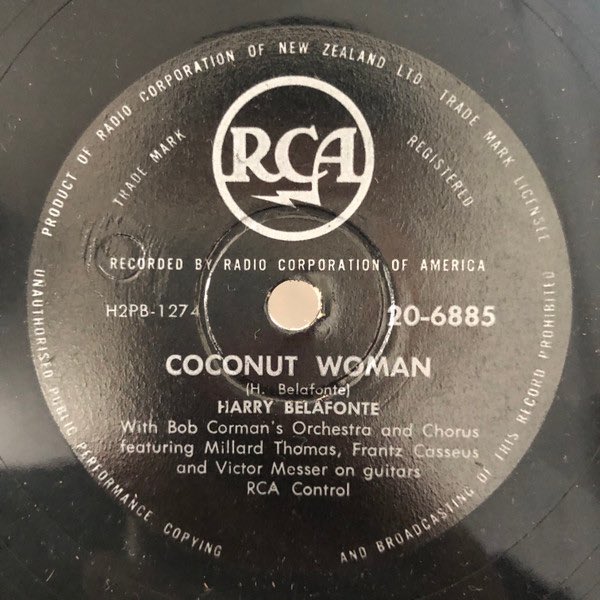 PRODUCT OF RADIO CORPORATION OF NEW ZEALAND LTD. TRADE MARK LICENSEE
TRADE MARK
RCA
REGISTERED
RECORDED BY RADIO CORPORATION OF AMERICA
H2PB-1274
20-6885
COCONUT WOMAN
(H. Belafonte)
HARRY BELAFONTE
With Bob Corman's Orchestra and Chorus
featuring Millard Thomas, Frantz Casseus
and Victor Messer on guitars
RCA Control
UNAUTHORISED PUBLIC PERFORMANCE COPYING
AND BROADCASTING OF THIS RECORD PROHIBITED